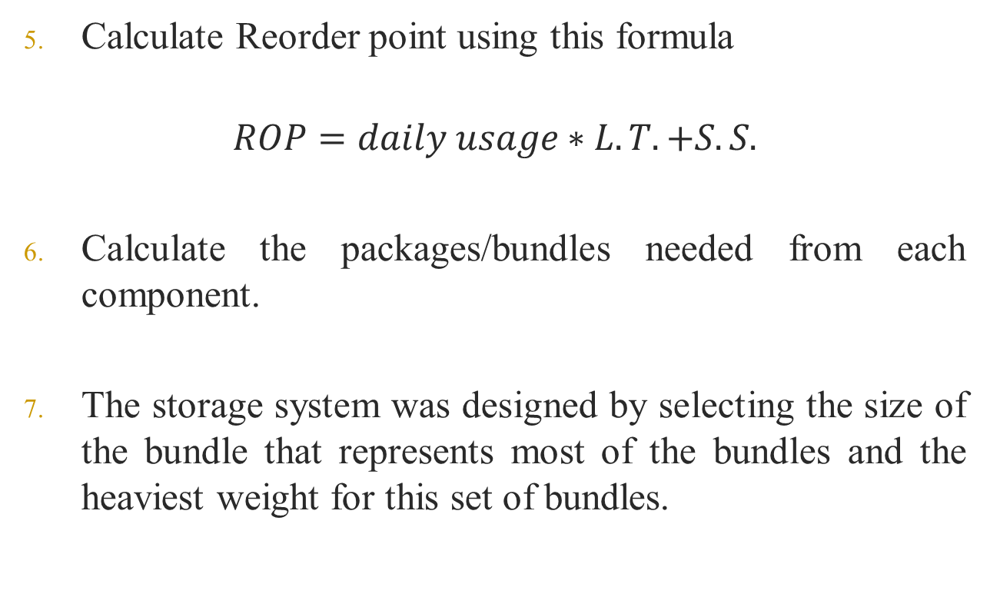 5. Calculate Reorder point using this formula
ROP = daily usage * L.T. +S.S.
6. Calculate the packages/bundles needed from each
component.
7. The storage system was designed by selecting the size of
the bundle that represents most of the bundles and the
heaviest weight for this set of bundles.